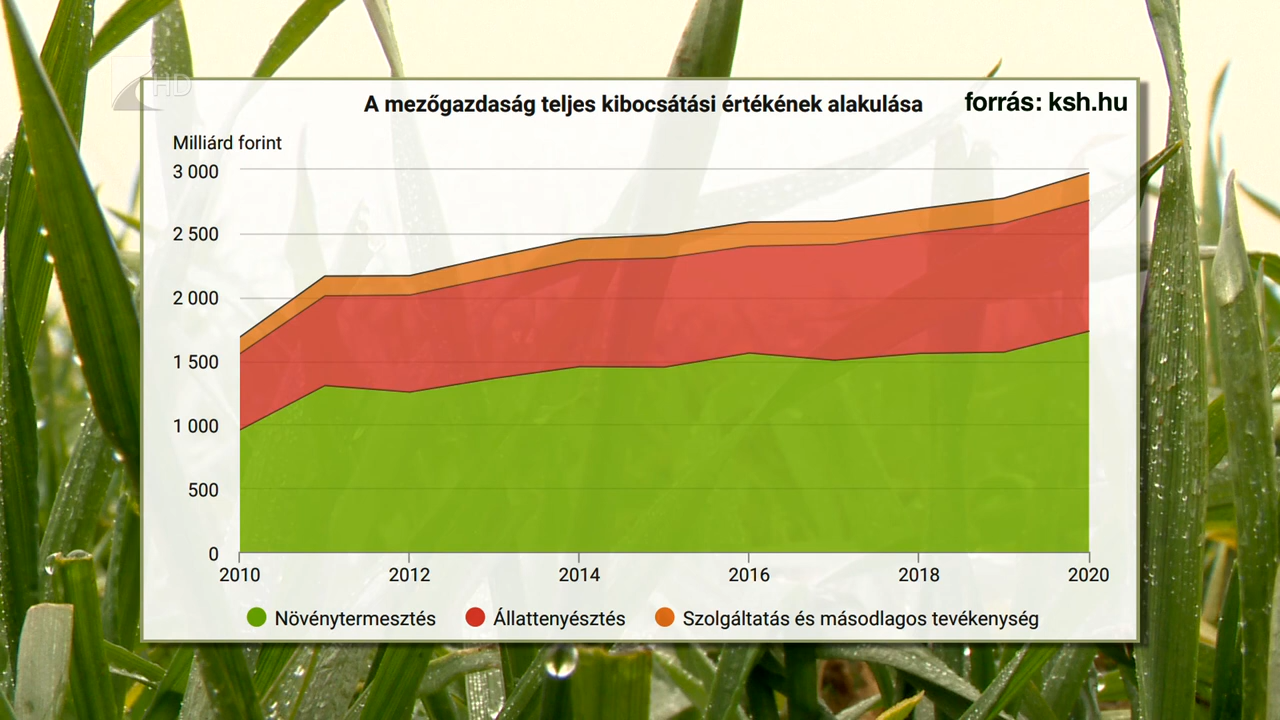 HD
A mezőgazdaság teljes kibocsátási értékének alakulása
forrás: ksh.hu
Milliárd forint
3 000
2 500
2 000
1 500
1 000
500
0
2010 2012 2014 2016 2018 2020
Növénytermesztés Állattenyésztés Szolgáltatás és másodlagos tevékenység